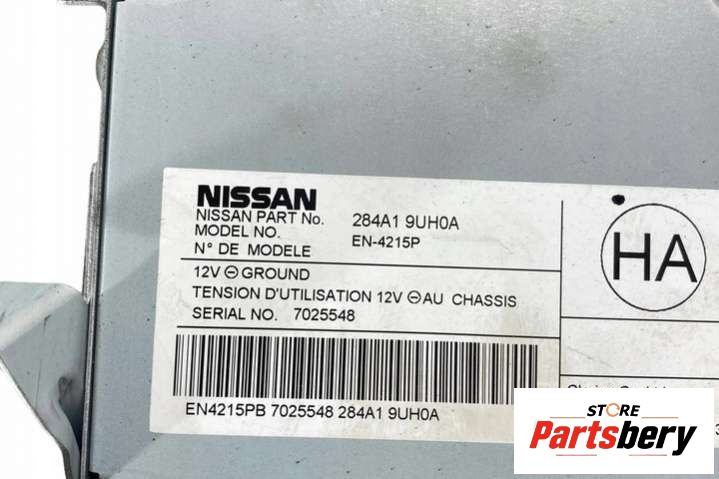 NISSAN
NISSAN PART No. 284A1 9UH0A
MODEL NO. EN-4215P
N° DE MODELE
12V ⊖ GROUND
TENSION D'UTILISATION 12V ⊖ AU CHASSIS
SERIAL NO. 7025548
EN4215PB 7025548 284A1 9UH0A
HA
STORE
Partsbery